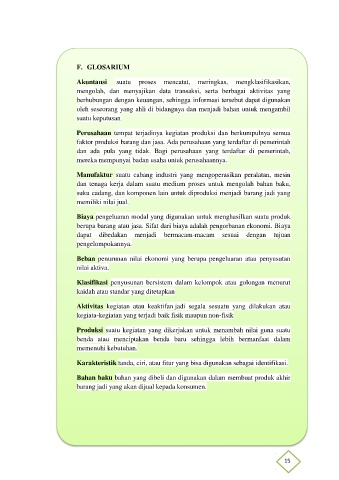 F. GLOSARIUM
Akuntansi suatu proses mencatat, meringkas, mengklasifikasikan,
mengolah, dan menyajikan data transaksi, serta berbagai aktivitas yang
berhubungan dengan keuangan, sehingga informasi tersebut dapat digunakan
oleh seseorang yang ahli di bidangnya dan menjadi bahan untuk mengambil
suatu keputusan
Perusahaan tempat terjadinya kegiatan produksi dan berkumpulnya semua
faktor produksi barang dan jasa. Ada perusahaan yang terdaftar di pemerintah
dan ada pula yang tidak. Bagi perusahaan yang terdaftar di pemerintah,
mereka mempunyai badan usaha untuk perusahaannya.
Manufaktur suatu cabang industri yang mengoperasikan peralatan, mesin
dan tenaga kerja dalam suatu medium proses untuk mengolah bahan baku,
suku cadang, dan komponen lain untuk diproduksi menjadi barang jadi yang
memiliki nilai jual.
Biaya pengeluaran modal yang digunakan untuk menghasilkan suatu produk
berupa barang atau jasa. Sifat dari biaya adalah pengorbanan ekonomi. Biaya
dapat dibedakan menjadi bermacam-macam sesuai dengan tujuan
pengelompokannya.
Beban penurunan nilai ekonomi yang berupa pengeluaran atau penyusutan
nilai aktiva.
Klasifikasi penyusunan bersistem dalam kelompok atau golongan menurut
kaidah atau standar yang ditetapkan
Aktivitas kegiatan atau keaktifan jadi segala sesuatu yang dilakukan atau
kegiata-kegiatan yang terjadi baik fisik maupun non-fisik
Produksi suatu kegiatan yang dikerjakan untuk menambah nilai guna suatu
benda atau menciptakan benda baru sehingga lebih bermanfaat dalam
memenuhi kebutuhan.
Karakteristik tanda, ciri, atau fitur yang bisa digunakan sebagai identifikasi.
Bahan baku bahan yang dibeli dan digunakan dalam membuat produk akhir
barang jadi yang akan dijual kepada konsumen.
15